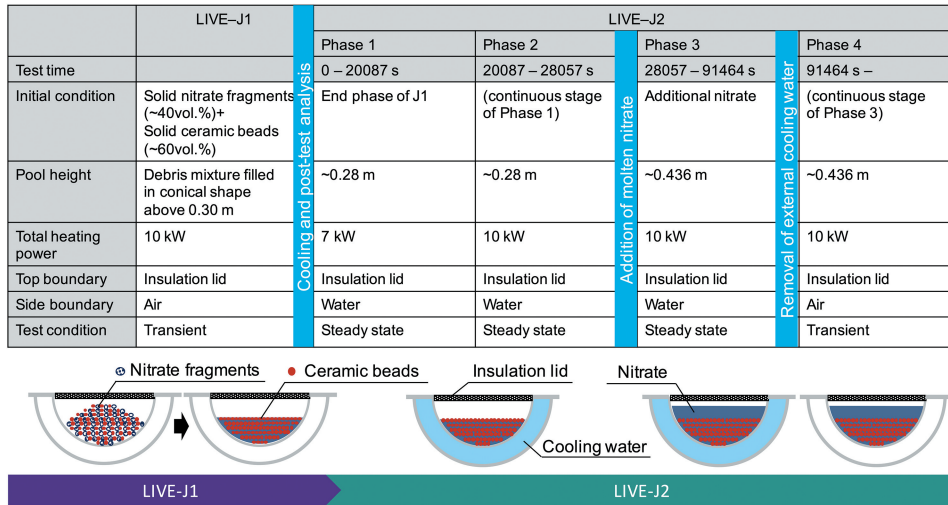 LIVE–J1
LIVE–J2
Phase 1
Phase 2
Phase 3
Phase 4
Test time
0 – 20087 s
20087 – 28057 s
28057 – 91464 s
91464 s –
Initial condition
Solid nitrate fragments
(~40vol.%)+
Solid ceramic beads
(~60vol.%)
End phase of J1
(continuous stage
of Phase 1)
Additional nitrate
(continuous stage
of Phase 3)
Pool height
Debris mixture filled
in conical shape
above 0.30 m
~0.28 m
~0.28 m
~0.436 m
~0.436 m
Total heating
power
10 kW
7 kW
10 kW
10 kW
10 kW
Top boundary
Insulation lid
Insulation lid
Insulation lid
Insulation lid
Insulation lid
Side boundary
Air
Water
Water
Water
Air
Test condition
Transient
Steady state
Steady state
Steady state
Transient
Cooling and post-test analysis
Addition of molten nitrate
Removal of external cooling water
Nitrate fragments
Ceramic beads
Insulation lid
Nitrate
Cooling water
LIVE-J1
LIVE-J2